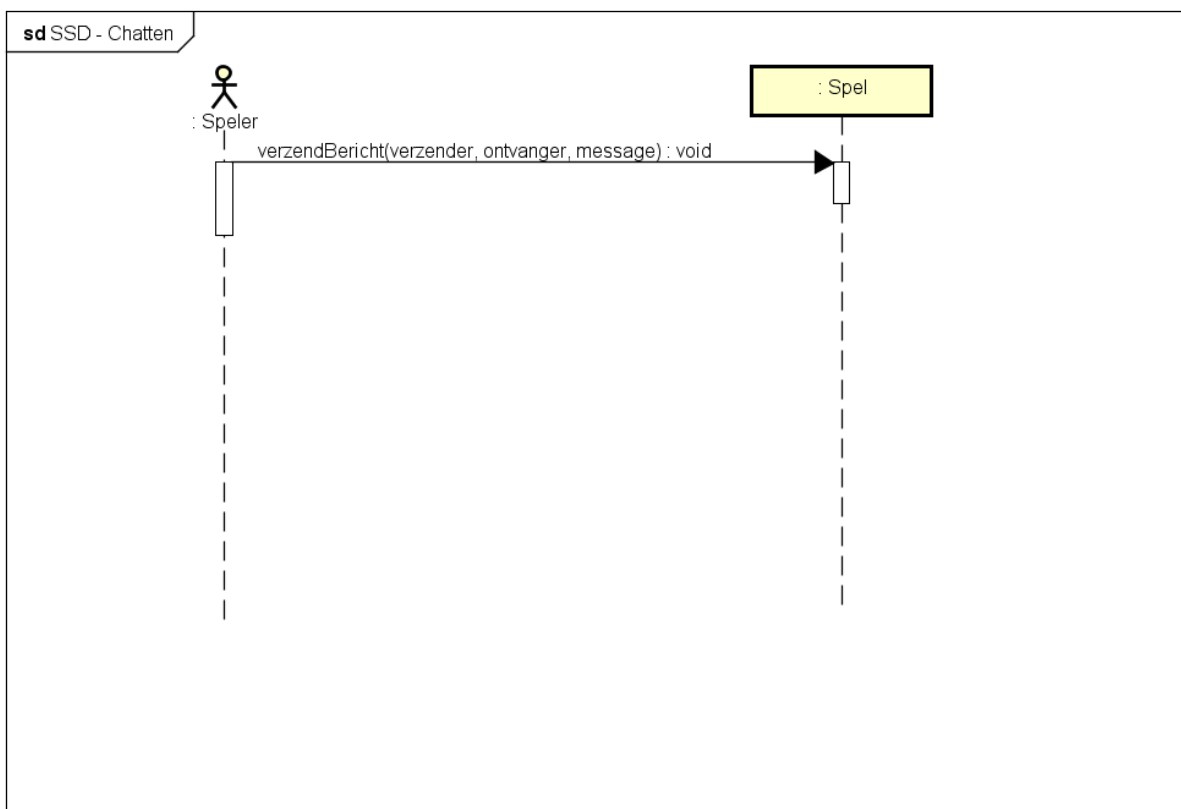 sd SSD - Chatten
: Speler
: Spel
verzendBericht(verzender, ontvanger, message) : void